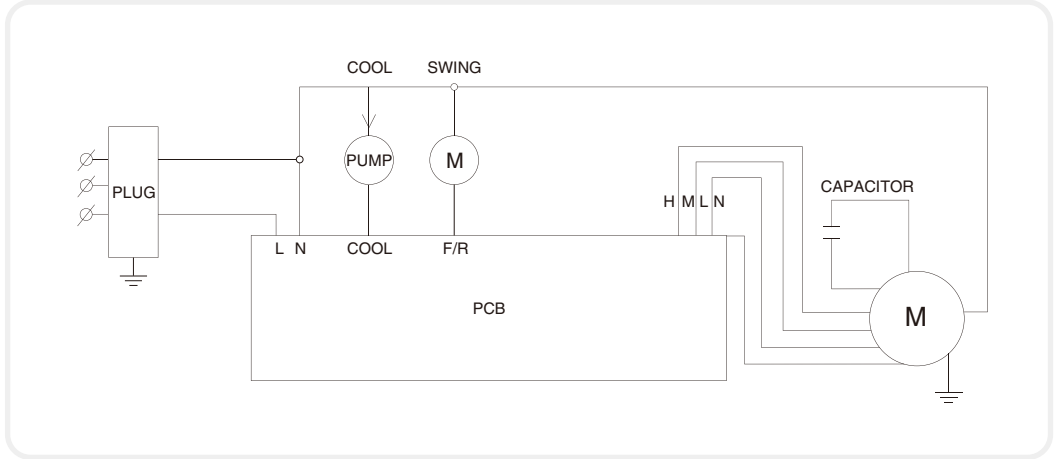 COOL SWING
PUMP M
PLUG
H M L N
CAPACITOR
L N COOL F/R
PCB
M